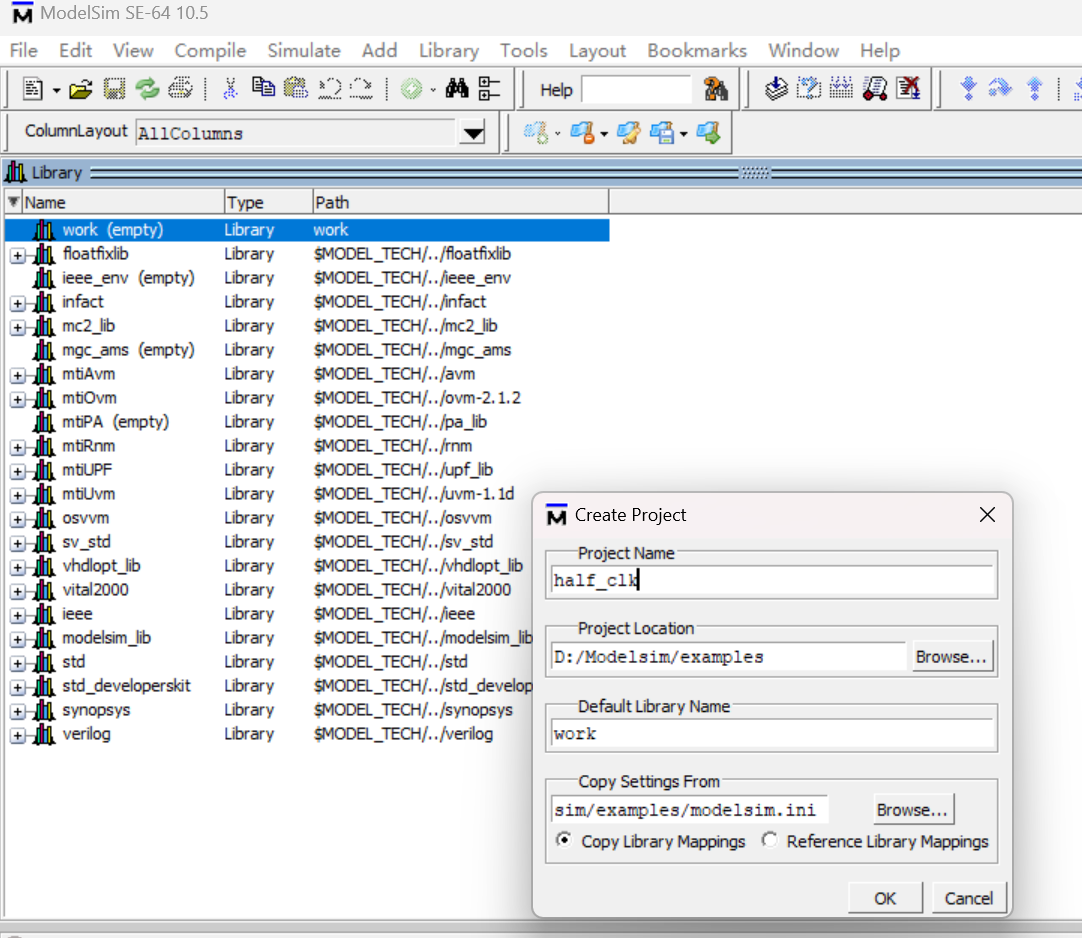 ModelSim SE-64 10.5
File Edit View Compile Simulate Add Library Tools Layout Bookmarks Window Help
Help
ColumnLayout AllColumns
Library
Name Type Path
work (empty) Library work
floatfixlib Library $MODEL_TECH/../floatfixlib
ieee_env (empty) Library $MODEL_TECH/../ieee_env
infact Library $MODEL_TECH/../infact
mc2_lib Library $MODEL_TECH/../mc2_lib
mgc_ams (empty) Library $MODEL_TECH/../mgc_ams
mtiAvm Library $MODEL_TECH/../avm
mtiOvm Library $MODEL_TECH/../ovm-2.1.2
mtiPA (empty) Library $MODEL_TECH/../pa_lib
mtiRnm Library $MODEL_TECH/../rnm
mtiUPF Library $MODEL_TECH/../upf_lib
mtiUvm Library $MODEL_TECH/../uvm-1.1d
osvvm Library $MODEL_TECH/../osvvm
sv_std Library $MODEL_TECH/../sv_std
vhdlopt_lib Library $MODEL_TECH/../vhdlopt_lib
vital2000 Library $MODEL_TECH/../vital2000
ieee Library $MODEL_TECH/../ieee
modelsim_lib Library $MODEL_TECH/../modelsim_lib
std Library $MODEL_TECH/../std
std_developerskit Library $MODEL_TECH/../std_develop
synopsys Library $MODEL_TECH/../synopsys
verilog Library $MODEL_TECH/../verilog
Create Project
Project Name
half_clk
Project Location
D:/Modelsim/examples Browse...
Default Library Name
work
Copy Settings From
sim/examples/modelsim.ini Browse...
Copy Library Mappings Reference Library Mappings
OK Cancel